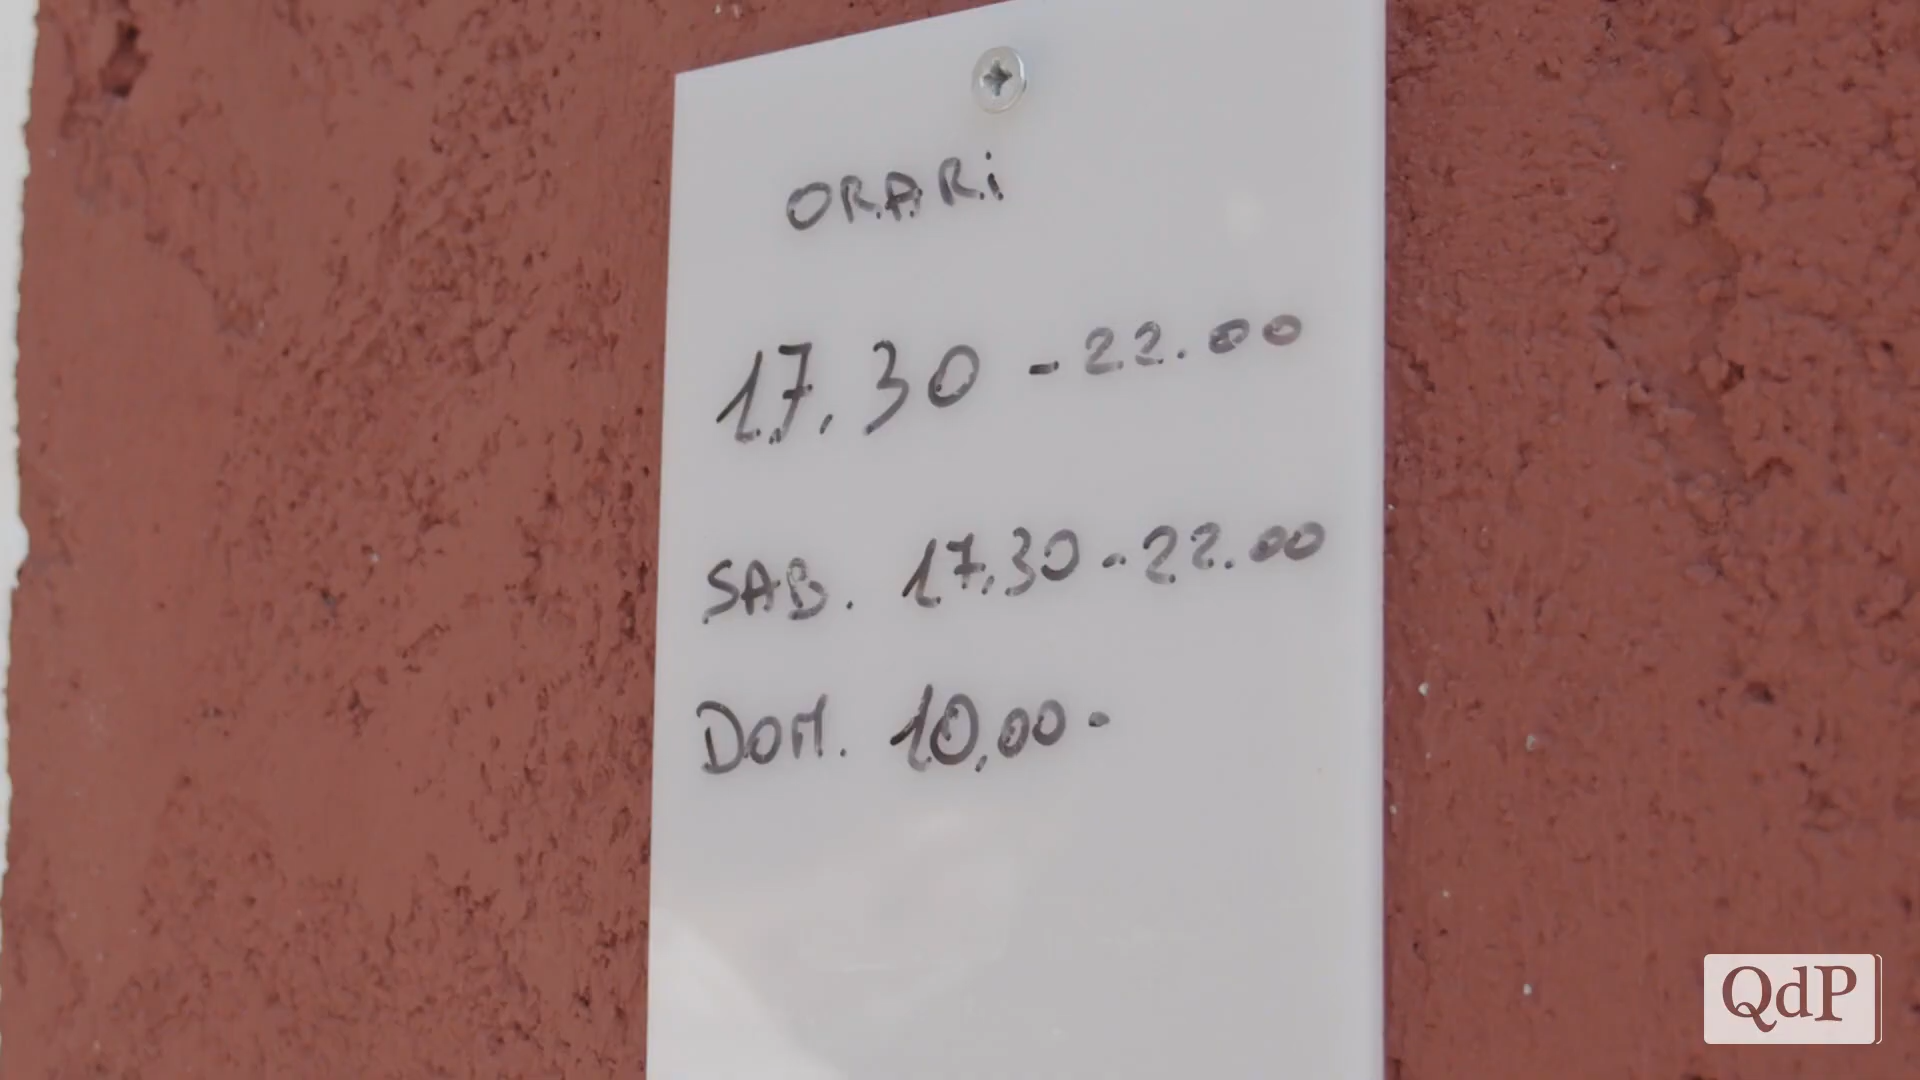 ORARi
17,30 - 22.00
SAB. 17,30 - 22.00
DOM. 10,00 -
QdP